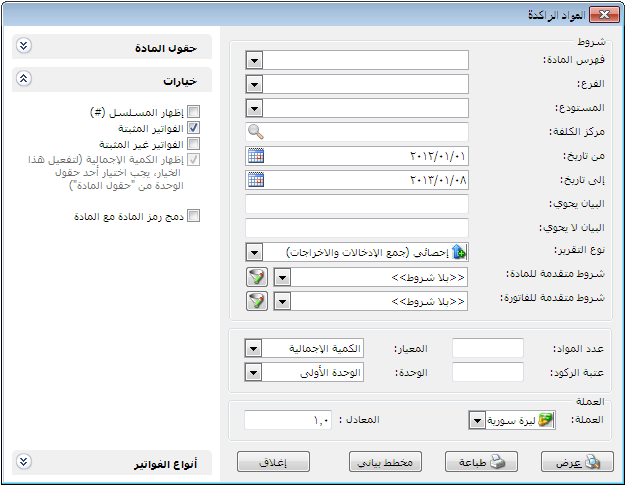 المواد الراكدة
شروط
فهرس المادة:
الفرع:
المستودع:
مركز الكلفة:
من تاريخ: ٢٠١٢/٠١/٠١
إلى تاريخ: ٢٠١٣/٠١/٠٨
البيان يحوي:
البيان لا يحوي:
نوع التقرير: إحصائي (جمع الإدخالات والاخراجات)
شروط متقدمة للمادة: <<بلا شروط>>
شروط متقدمة للفاتورة: <<بلا شروط>>
عدد المواد: المعيار: الكمية الإجمالية
عتبة الركود: الوحدة: الوحدة الأولى
العملة
العملة: ليرة سورية المعادل : ١,٠
عرض طباعة مخطط بياني إغلاق
حقول المادة
خيارات
إظهار المسلسل (#)
الفواتير المثبتة
الفواتير غير المثبتة
إظهار الكمية الإجمالية (لتفعيل هذا
الخيار، يجب اختيار أحد حقول
الوحدة من "حقول المادة")
دمج رمز المادة مع المادة
أنواع الفواتير